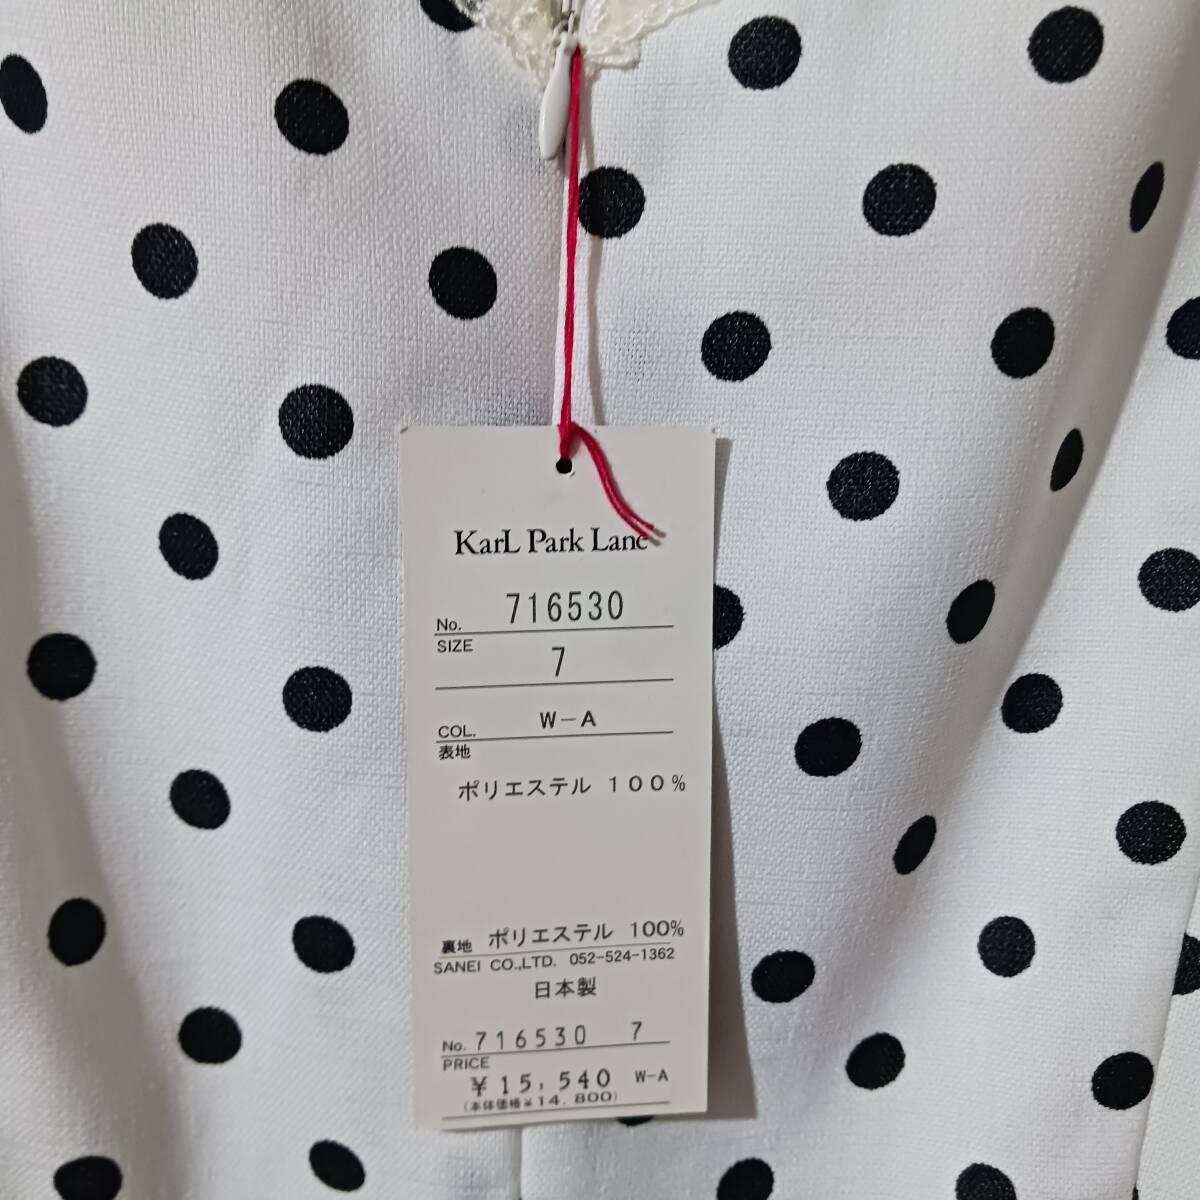 KarL Park Lane
No. 716530
SIZE 7
COL. W-A
表地
ポリエステル 100%
裏地 ポリエステル 100%
SANEI CO.,LTD. 052-524-1362
日本製
No. 716530 7
PRICE
¥15,540 W-A
(本体価格¥14,800)